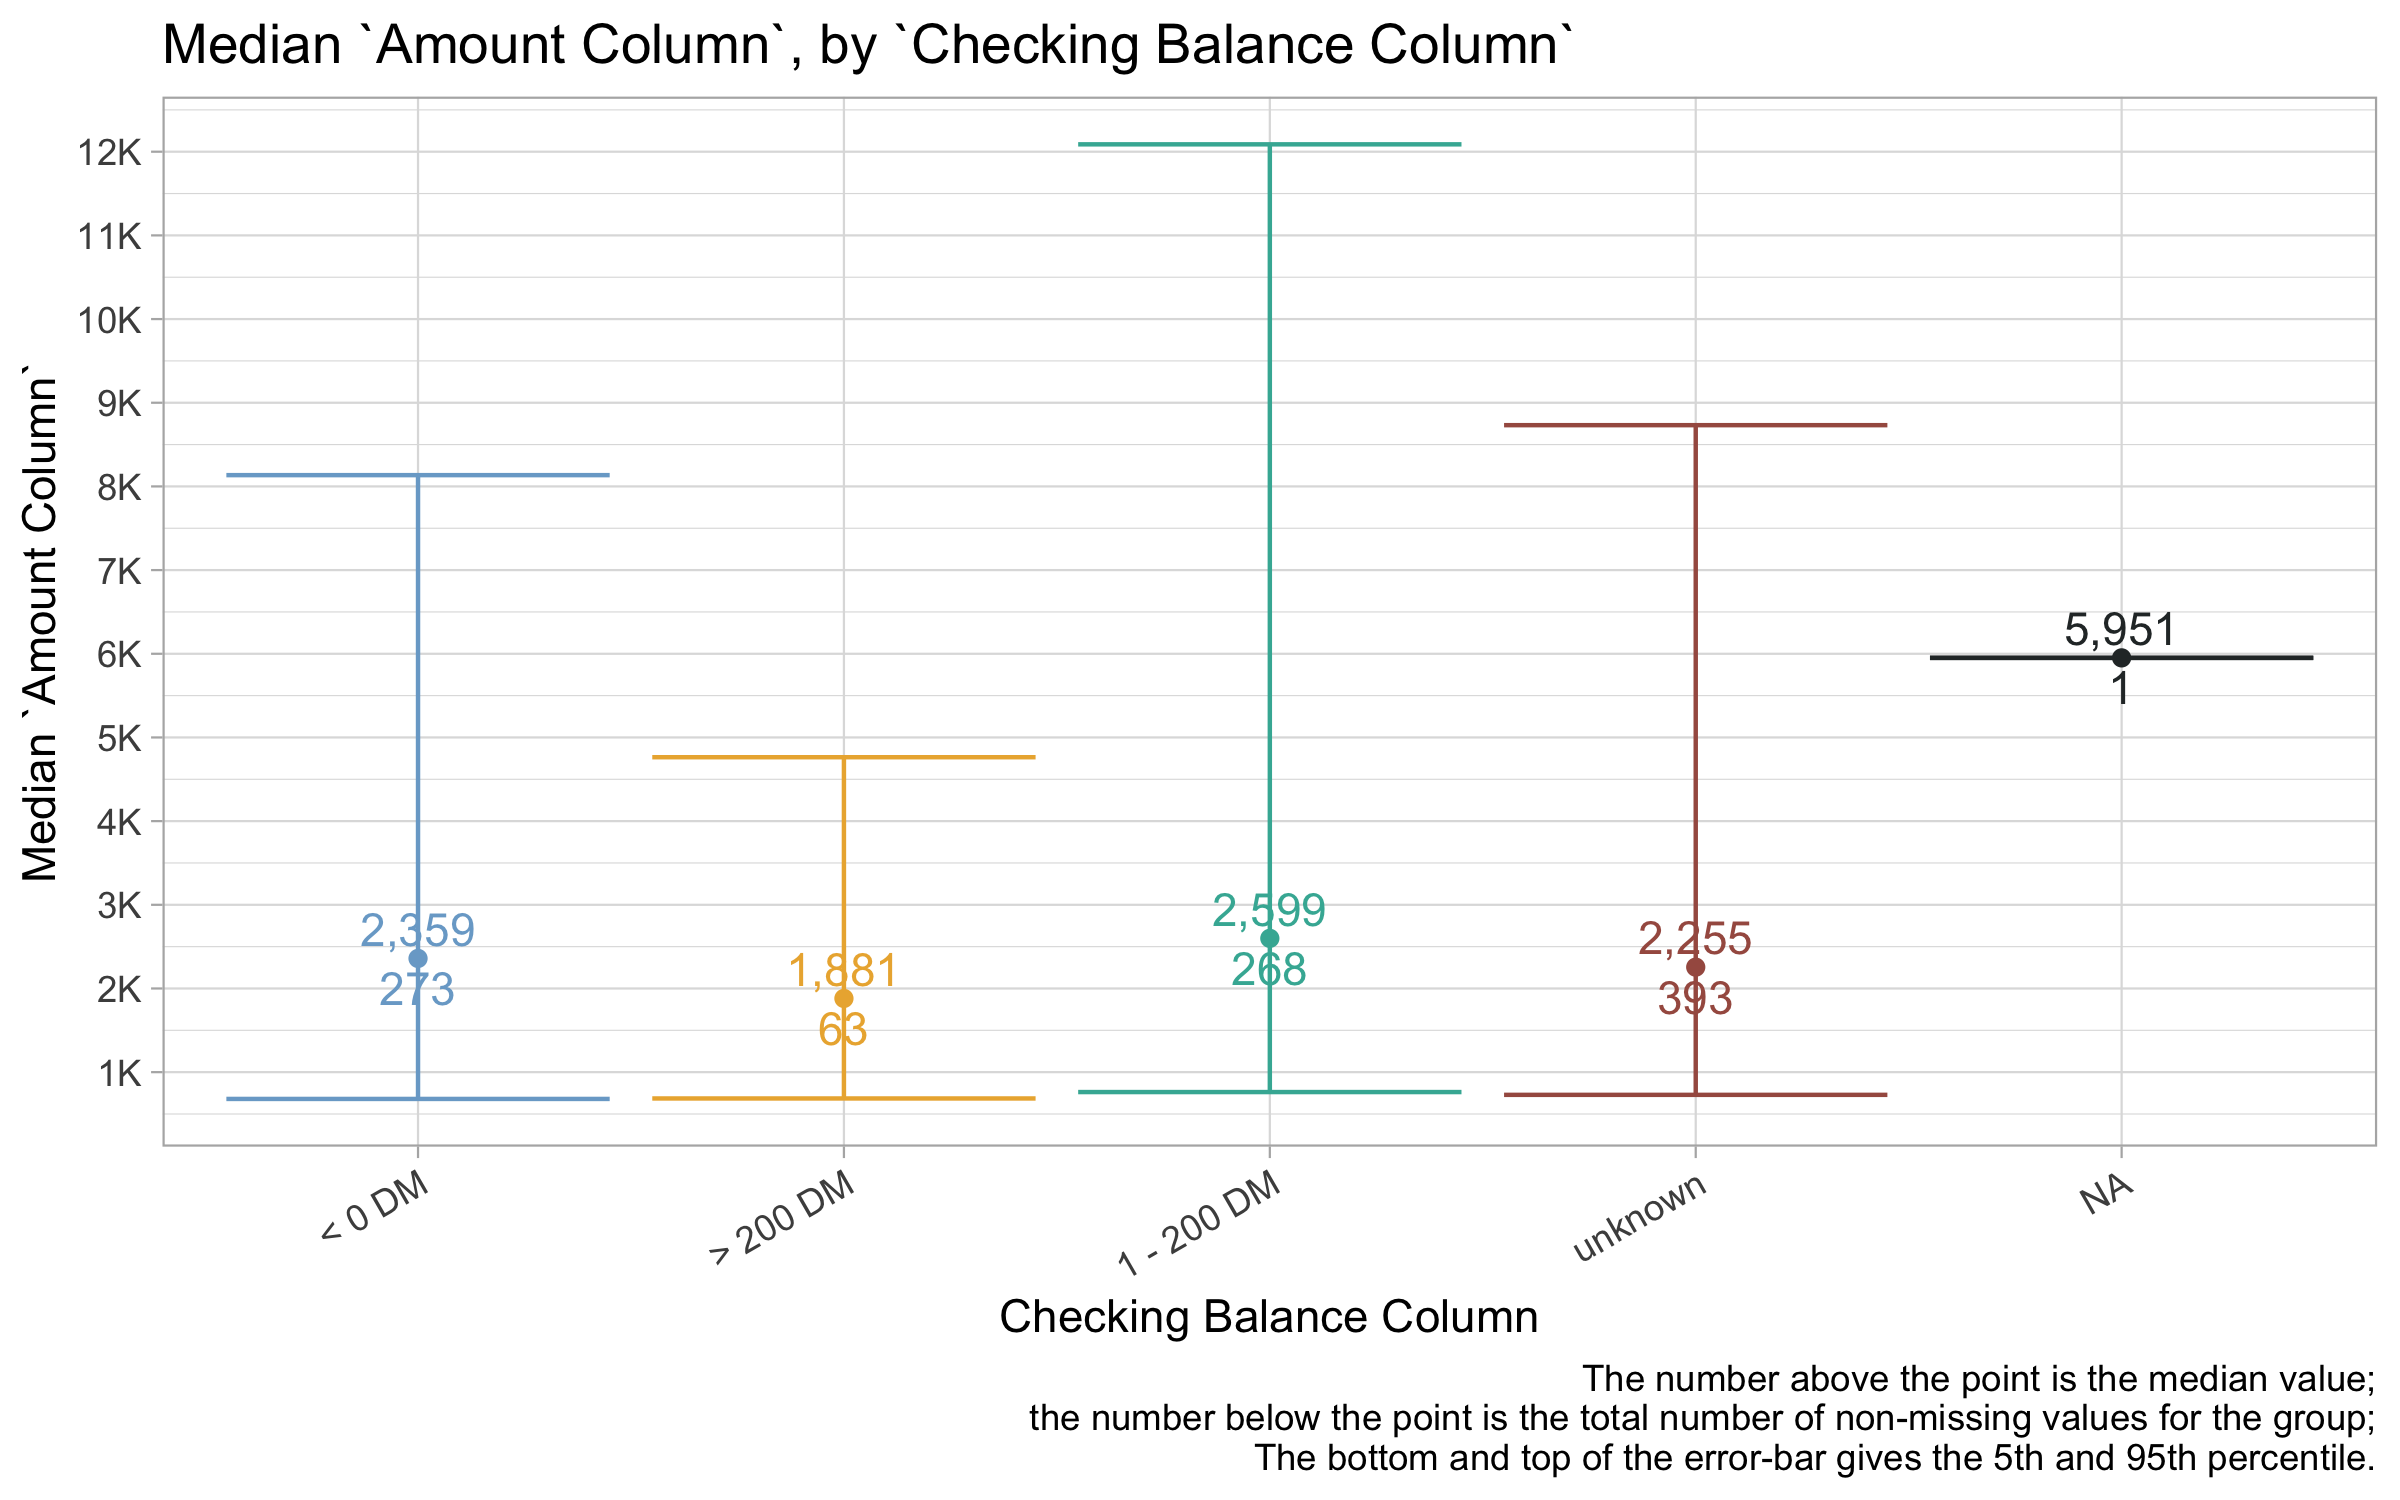 Median `Amount Column`, by `Checking Balance Column`
Median `Amount Column`
12K
11K
10K
9K
8K
7K
6K
5K
4K
3K
2K
1K
2,359
273
1,881
63
2,599
268
2,255
393
5,951
1
< 0 DM
> 200 DM
1 - 200 DM
unknown
NA
Checking Balance Column
The number above the point is the median value;
the number below the point is the total number of non-missing values for the group;
The bottom and top of the error-bar gives the 5th and 95th percentile.